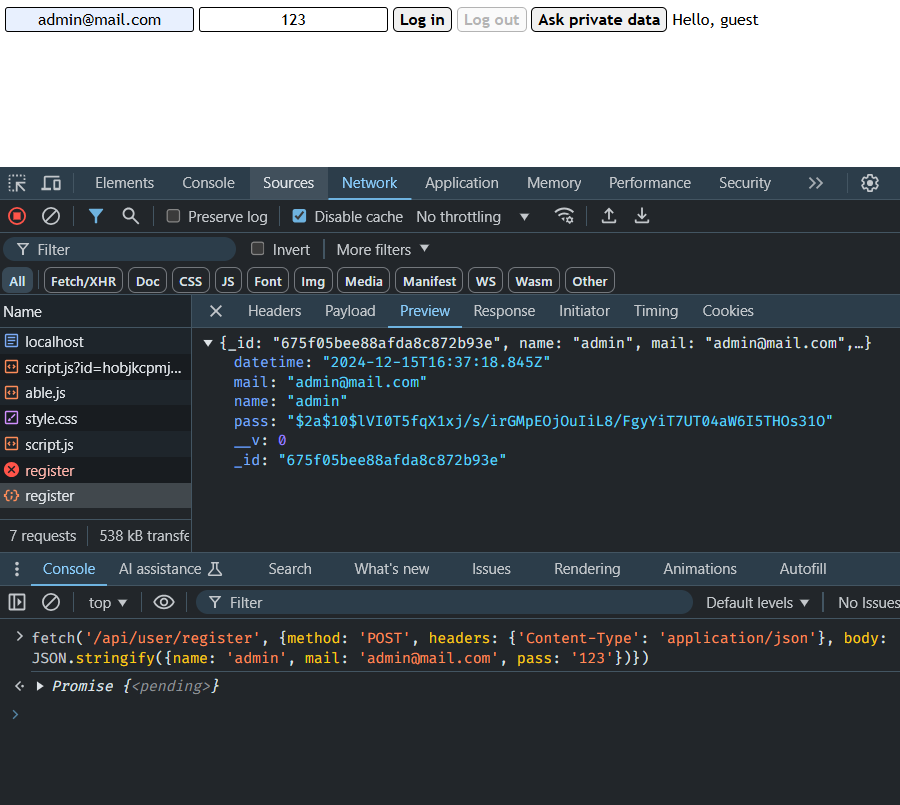 admin@mail.com 123 Log in Log out Ask private data Hello, guest
Elements Console Sources Network Application Memory Performance Security
Preserve log Disable cache No throttling
Filter Invert More filters
All Fetch/XHR Doc CSS JS Font Img Media Manifest WS Wasm Other
Name Headers Payload Preview Response Initiator Timing Cookies
localhost
script.js?id=hobjkcpmj...
able.js
style.css
script.js
register
register
{_id: "675f05bee88afda8c872b93e", name: "admin", mail: "admin@mail.com",…}
datetime: "2024-12-15T16:37:18.845Z"
mail: "admin@mail.com"
name: "admin"
pass: "$2a$10$lVI0T5fqX1xj/s/irGMpEOjOuIiL8/FgyYiT7UT04aW6I5THOs31O"
__v: 0
_id: "675f05bee88afda8c872b93e"
7 requests 538 kB transfe
Console AI assistance Search What's new Issues Rendering Animations Autofill
top Filter Default levels No Issues
fetch('/api/user/register', {method: 'POST', headers: {'Content-Type': 'application/json'}, body:
JSON.stringify({name: 'admin', mail: 'admin@mail.com', pass: '123'})})
Promise {<pending>}